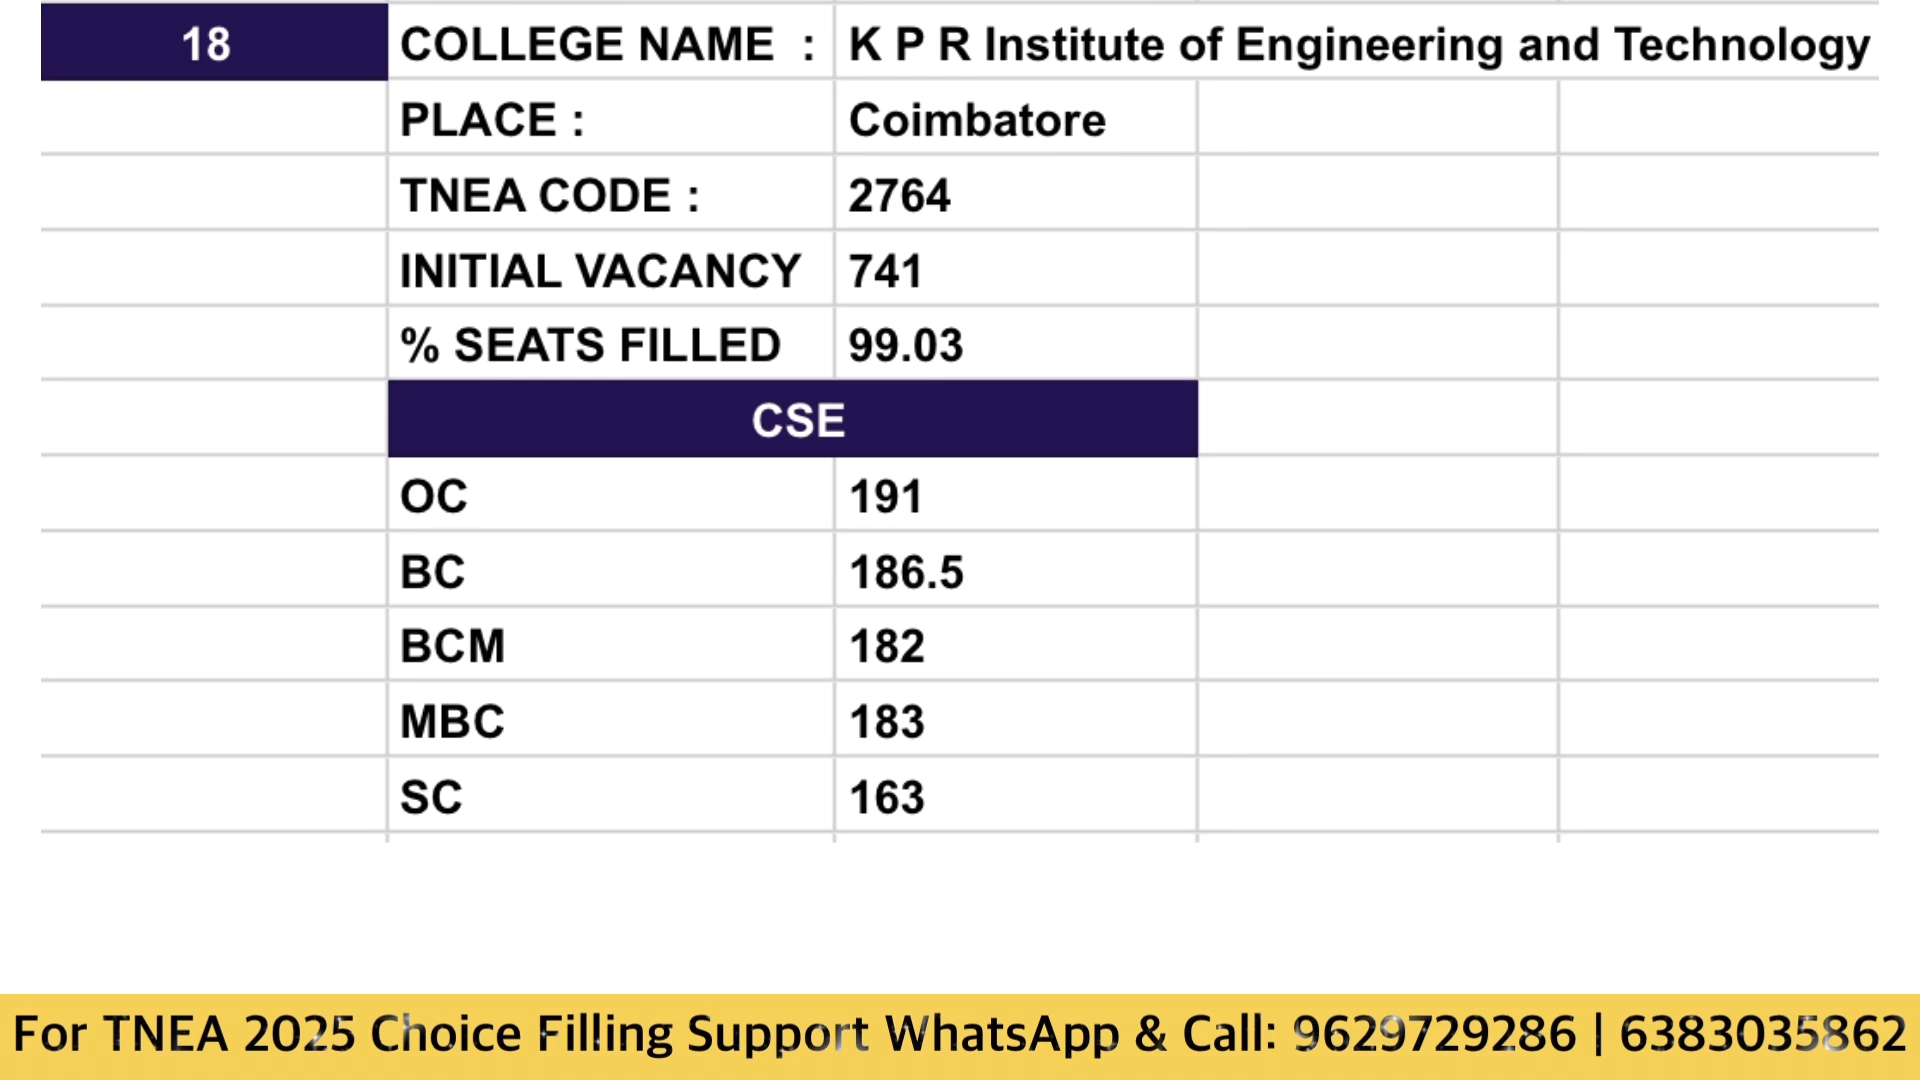 18 COLLEGE NAME : K P R Institute of Engineering and Technology
PLACE : Coimbatore
TNEA CODE : 2764
INITIAL VACANCY 741
% SEATS FILLED 99.03
CSE
OC 191
BC 186.5
BCM 182
MBC 183
SC 163
For TNEA 2025 Choice Filling Support WhatsApp & Call: 9629729286 | 6383035862